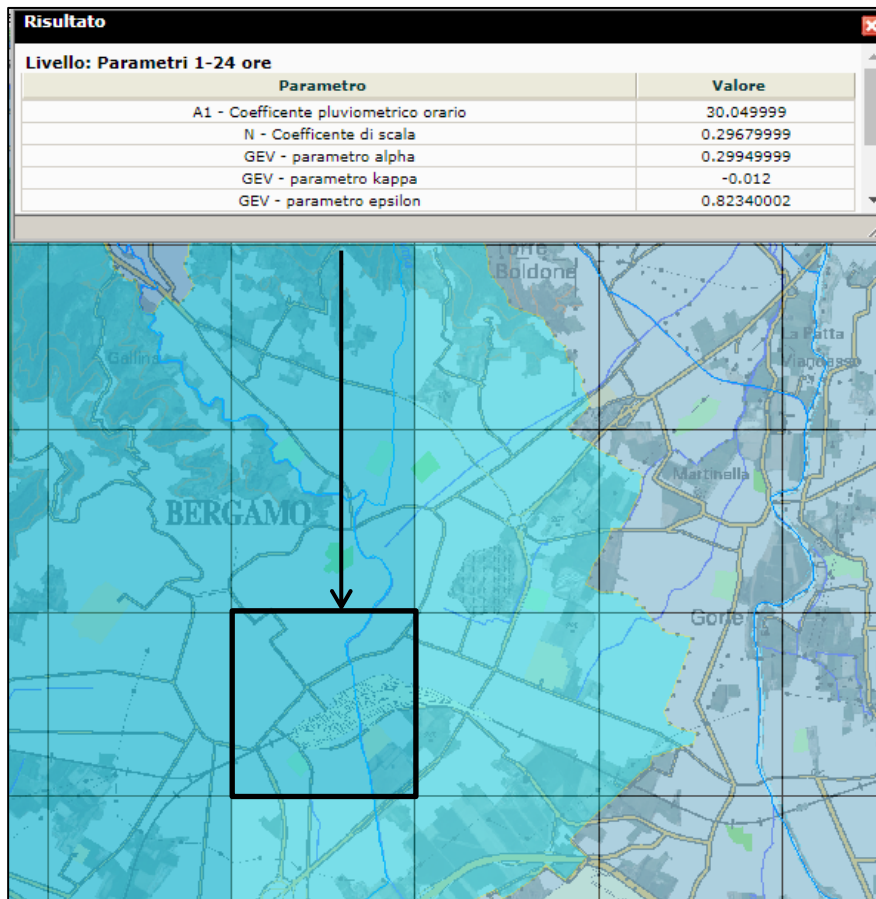 Risultato
Livello: Parametri 1-24 ore
Parametro Valore
A1 - Coefficente pluviometrico orario 30.049999
N - Coefficente di scala 0.29679999
GEV - parametro alpha 0.29949999
GEV - parametro kappa -0.012
GEV - parametro epsilon 0.82340002
Torre
Boldone
La Patta
Viandasso
Gallina
Martinella
BERGAMO
Gorle